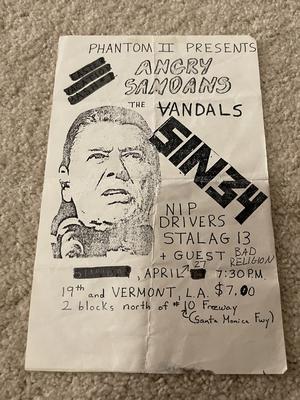 PHANTOM II PRESENTS
ANGRY
SAMOANS
THE VANDALS
SIN 34
NIP
DRIVERS
STALAG 13
+ GUEST BAD
RELIGION
, APRIL 27 7:30 P.M.
19th and VERMONT, L.A. $7.00
2 blocks north of #10 Freeway
(Santa Monica Fwy)